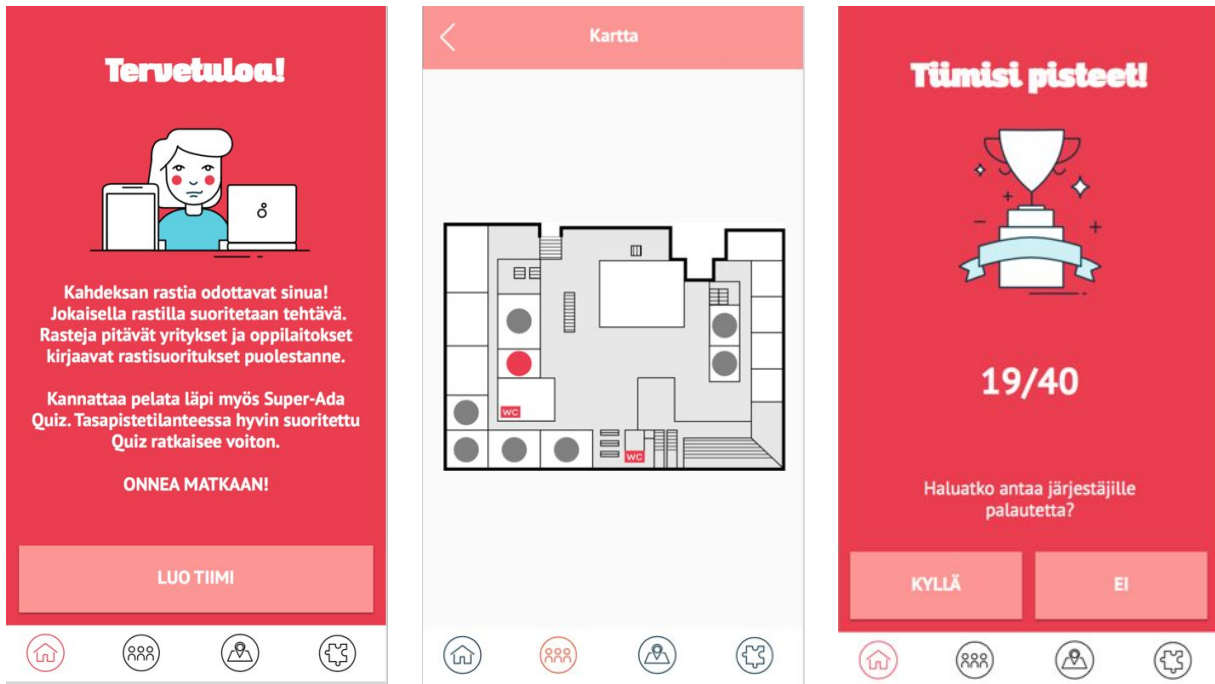 Tervetuloa!
Kahdeksan rastia odottavat sinua!
Jokaisella rastilla suoritetaan tehtävä.
Rasteja pitävät yritykset ja oppilaitokset
kirjaavat rastisuoritukset puolestanne.
Kannattaa pelata läpi myös Super-Ada
Quiz. Tasapistetilanteessa hyvin suoritettu
Quiz ratkaisee voiton.
ONNEA MATKAAN!
LUO TIIMI
Kartta
WC
WC
Tiimisi pisteet!
19/40
Haluatko antaa järjestäjille
palautetta?
KYLLÄ
EI